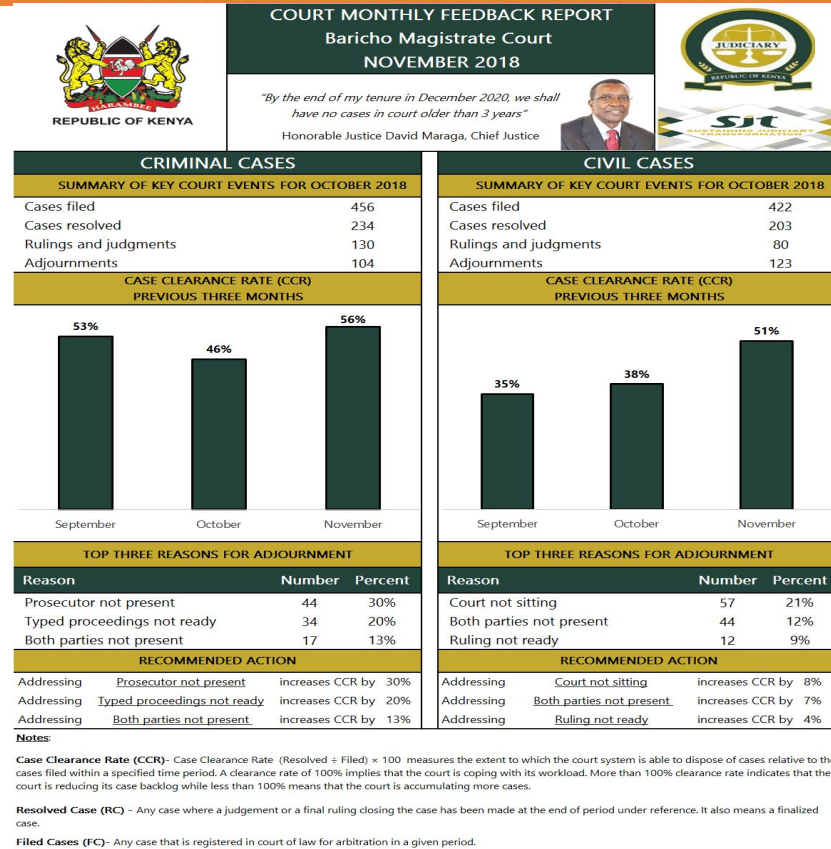 COURT MONTHLY FEEDBACK REPORT
Baricho Magistrate Court
NOVEMBER 2018
HARAMBEE
REPUBLIC OF KENYA
"By the end of my tenure in December 2020, we shall
have no cases in court older than 3 years"
Honorable Justice David Maraga, Chief Justice
JUDICIARY
REPUBLIC OF KENYA
SJT
SUSTAINING JUDICIARY
TRANSFORMATION
CRIMINAL CASES
SUMMARY OF KEY COURT EVENTS FOR OCTOBER 2018
Cases filed 456
Cases resolved 234
Rulings and judgments 130
Adjournments 104
CASE CLEARANCE RATE (CCR)
PREVIOUS THREE MONTHS
53% 46% 56%
September October November
TOP THREE REASONS FOR ADJOURNMENT
Reason Number Percent
Prosecutor not present 44 30%
Typed proceedings not ready 34 20%
Both parties not present 17 13%
RECOMMENDED ACTION
Addressing Prosecutor not present increases CCR by 30%
Addressing Typed proceedings not ready increases CCR by 20%
Addressing Both parties not present increases CCR by 13%
CIVIL CASES
SUMMARY OF KEY COURT EVENTS FOR OCTOBER 2018
Cases filed 422
Cases resolved 203
Rulings and judgments 80
Adjournments 123
CASE CLEARANCE RATE (CCR)
PREVIOUS THREE MONTHS
35% 38% 51%
September October November
TOP THREE REASONS FOR ADJOURNMENT
Reason Number Percent
Court not sitting 57 21%
Both parties not present 44 12%
Ruling not ready 12 9%
RECOMMENDED ACTION
Addressing Court not sitting increases CCR by 8%
Addressing Both parties not present increases CCR by 7%
Addressing Ruling not ready increases CCR by 4%
Notes:
Case Clearance Rate (CCR)- Case Clearance Rate (Resolved ÷ Filed) × 100 measures the extent to which the court system is able to dispose of cases relative to the
cases filed within a specified time period. A clearance rate of 100% implies that the court is coping with its workload. More than 100% clearance rate indicates that the
court is reducing its case backlog while less than 100% means that the court is accumulating more cases.
Resolved Case (RC) - Any case where a judgement or a final ruling closing the case has been made at the end of period under reference. It also means a finalized
case.
Filed Cases (FC)- Any case that is registered in court of law for arbitration in a given period.